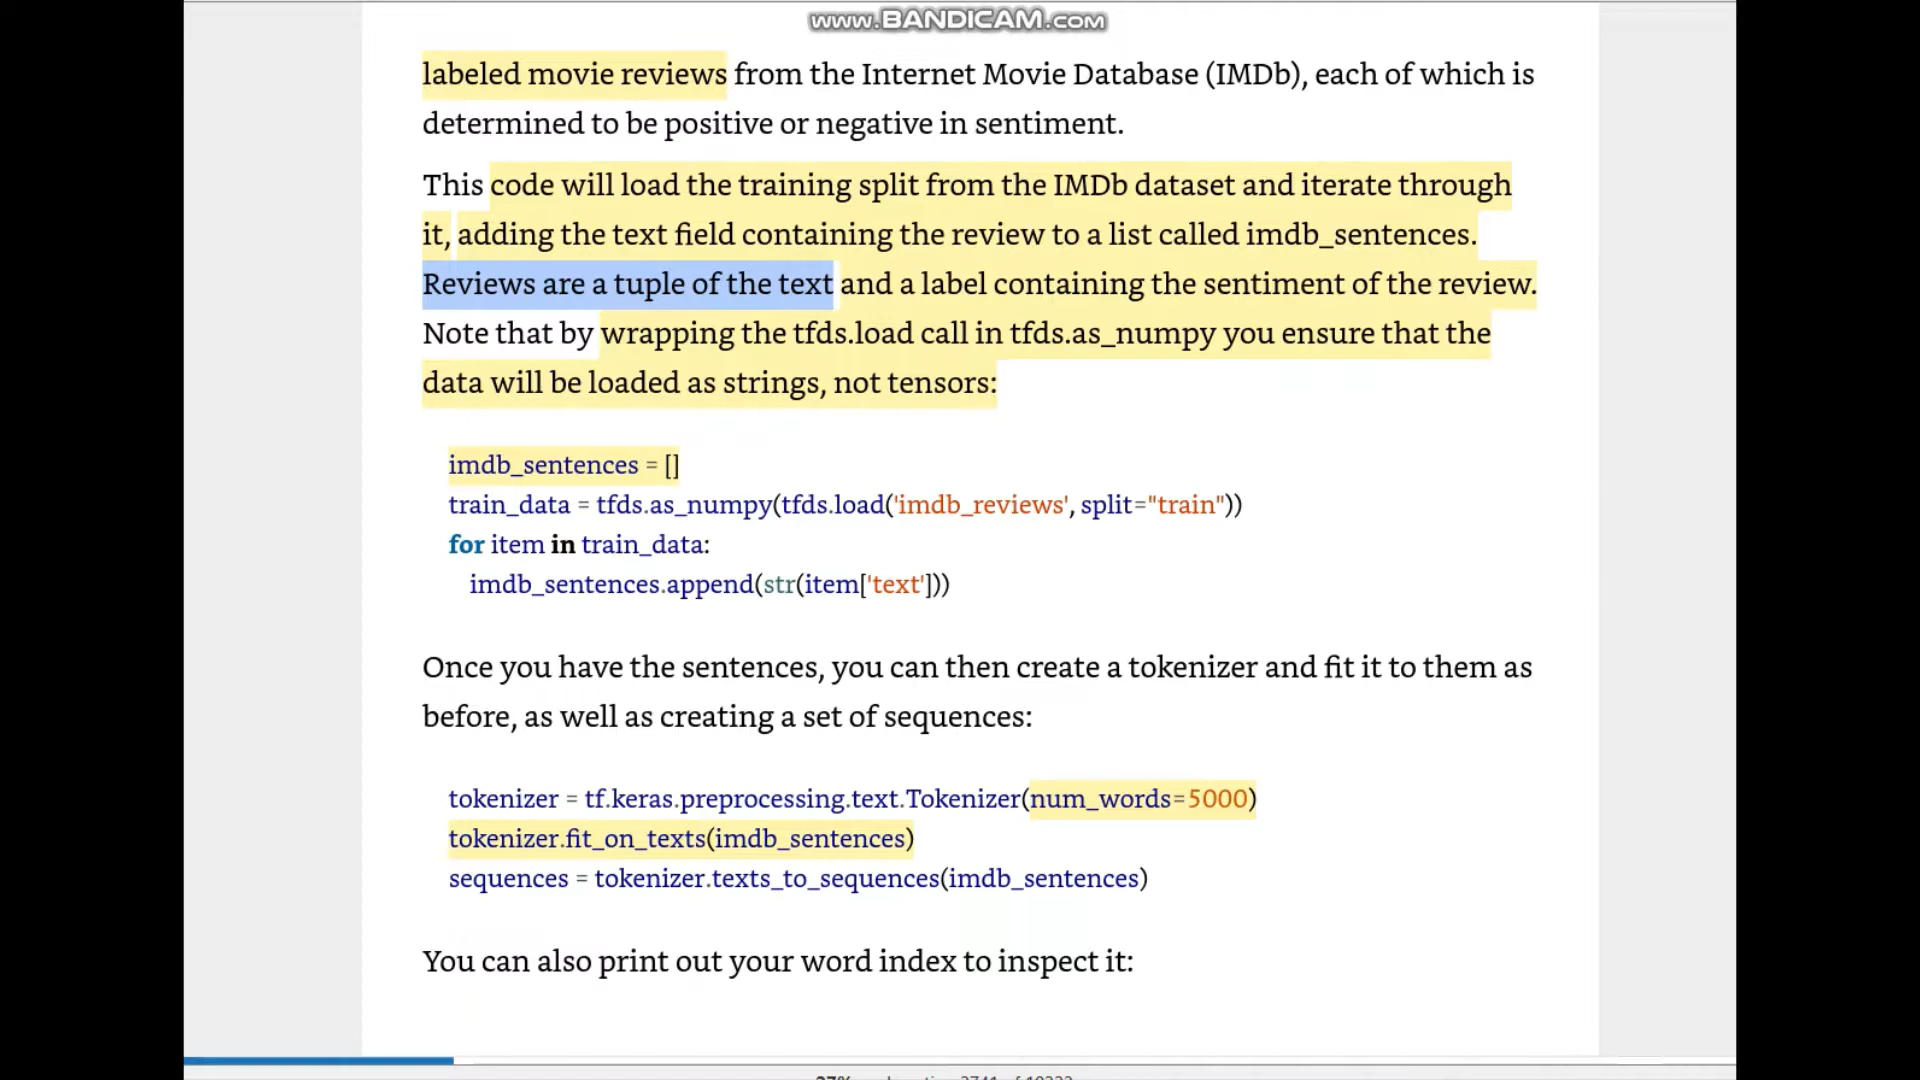 www.BANDICAM.com
labeled movie reviews from the Internet Movie Database (IMDb), each of which is
determined to be positive or negative in sentiment.
This code will load the training split from the IMDb dataset and iterate through
it, adding the text field containing the review to a list called imdb_sentences.
Reviews are a tuple of the text and a label containing the sentiment of the review.
Note that by wrapping the tfds.load call in tfds.as_numpy you ensure that the
data will be loaded as strings, not tensors:
imdb_sentences = []
train_data = tfds.as_numpy(tfds.load('imdb_reviews', split="train"))
for item in train_data:
imdb_sentences.append(str(item['text']))
Once you have the sentences, you can then create a tokenizer and fit it to them as
before, as well as creating a set of sequences:
tokenizer = tf.keras.preprocessing.text.Tokenizer(num_words=5000)
tokenizer.fit_on_texts(imdb_sentences)
sequences = tokenizer.texts_to_sequences(imdb_sentences)
You can also print out your word index to inspect it: